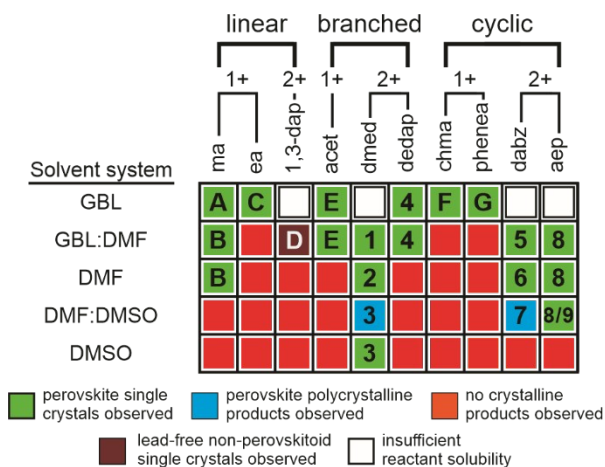 linear branched cyclic
1+ 2+ 1+ 2+ 1+ 2+
ma ea 1,3-dap acet dmed dedap chma phenea dabz aep
Solvent system
GBL A C E 4 F G
GBL:DMF B D E 1 4 5 8
DMF B 2 6 8
DMF:DMSO 3 7 8/9
DMSO 3
perovskite single crystals observed
perovskite polycrystalline products observed
no crystalline products observed
lead-free non-perovskitoid single crystals observed
insufficient reactant solubility